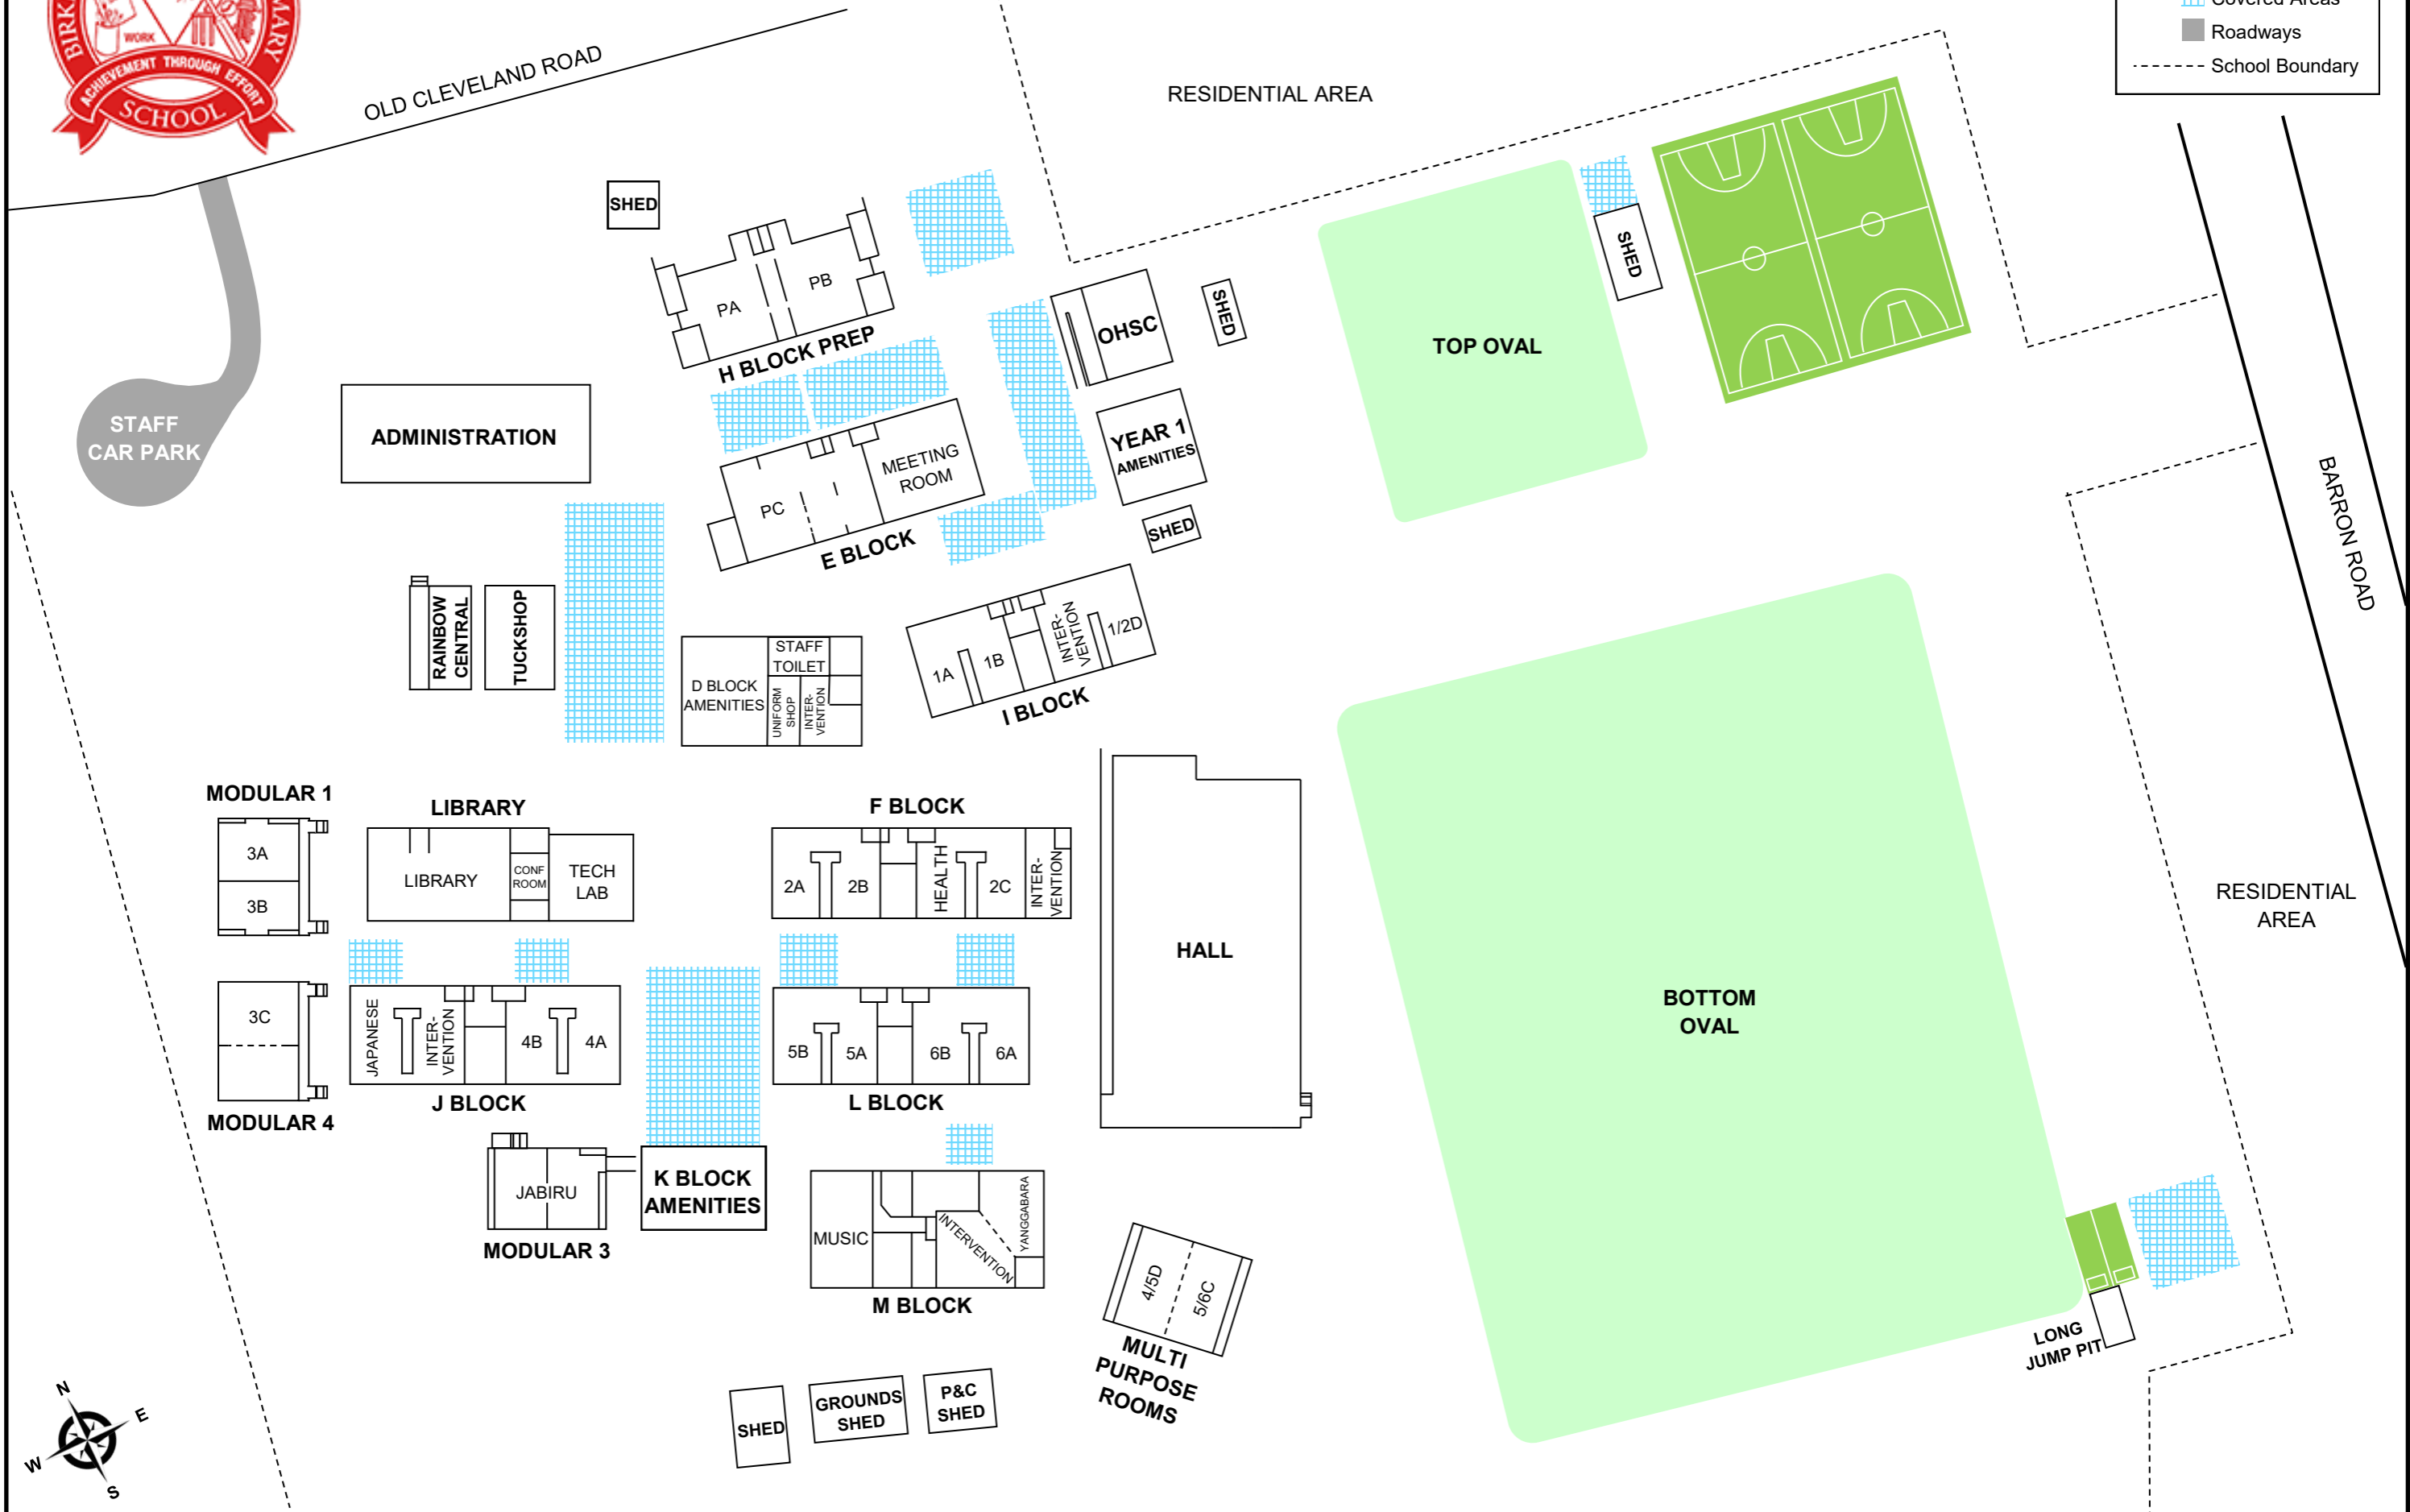 WORK
ACHIEVEMENT THROUGH EFFORT
SCHOOL
OLD CLEVELAND ROAD
RESIDENTIAL AREA
Roadways
School Boundary
SHED
PA
PB
H BLOCK PREP
OHSC
SHED
SHED
TOP OVAL
STAFF
CAR PARK
ADMINISTRATION
YEAR 1
AMENITIES
MEETING
ROOM
PC
E BLOCK
SHED
BARRON ROAD
RAINBOW
CENTRAL
TUCKSHOP
D BLOCK
AMENITIES
STAFF
TOILET
UNIFORM
SHOP
INTER-
VENTION
1A
1B
INTER-
VENTION
1/2D
I BLOCK
MODULAR 1
3A
3B
LIBRARY
LIBRARY
CONF
ROOM
TECH
LAB
F BLOCK
2A
2B
HEALTH
2C
INTER-
VENTION
HALL
RESIDENTIAL
AREA
BOTTOM
OVAL
3C
MODULAR 4
JAPANESE
INTER-
VENTION
4B
4A
J BLOCK
5B
5A
6B
6A
L BLOCK
JABIRU
MODULAR 3
K BLOCK
AMENITIES
MUSIC
INTERVENTION
YANGGABARA
M BLOCK
4/5D
5/6C
MULTI
PURPOSE
ROOMS
LONG
JUMP PIT
SHED
GROUNDS
SHED
P&C
SHED
N
E
W
S